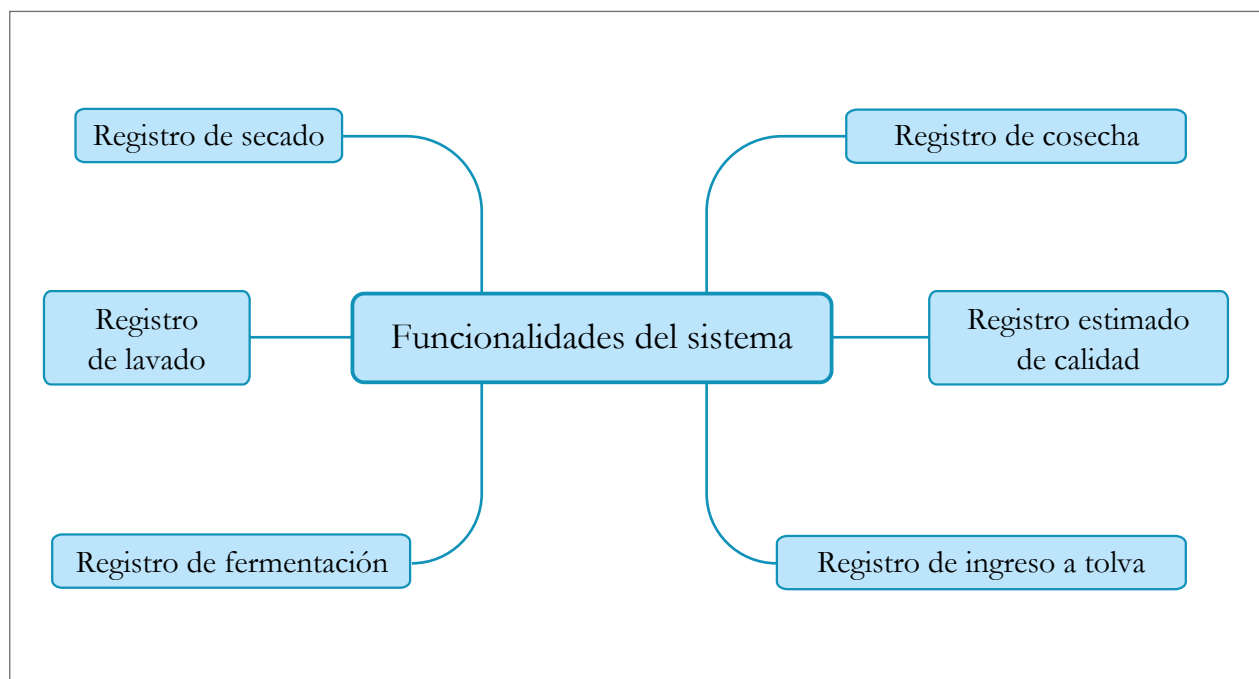 Registro de secado
Registro de cosecha
Registro
de lavado
Funcionalidades del sistema
Registro estimado
de calidad
Registro de fermentación
Registro de ingreso a tolva